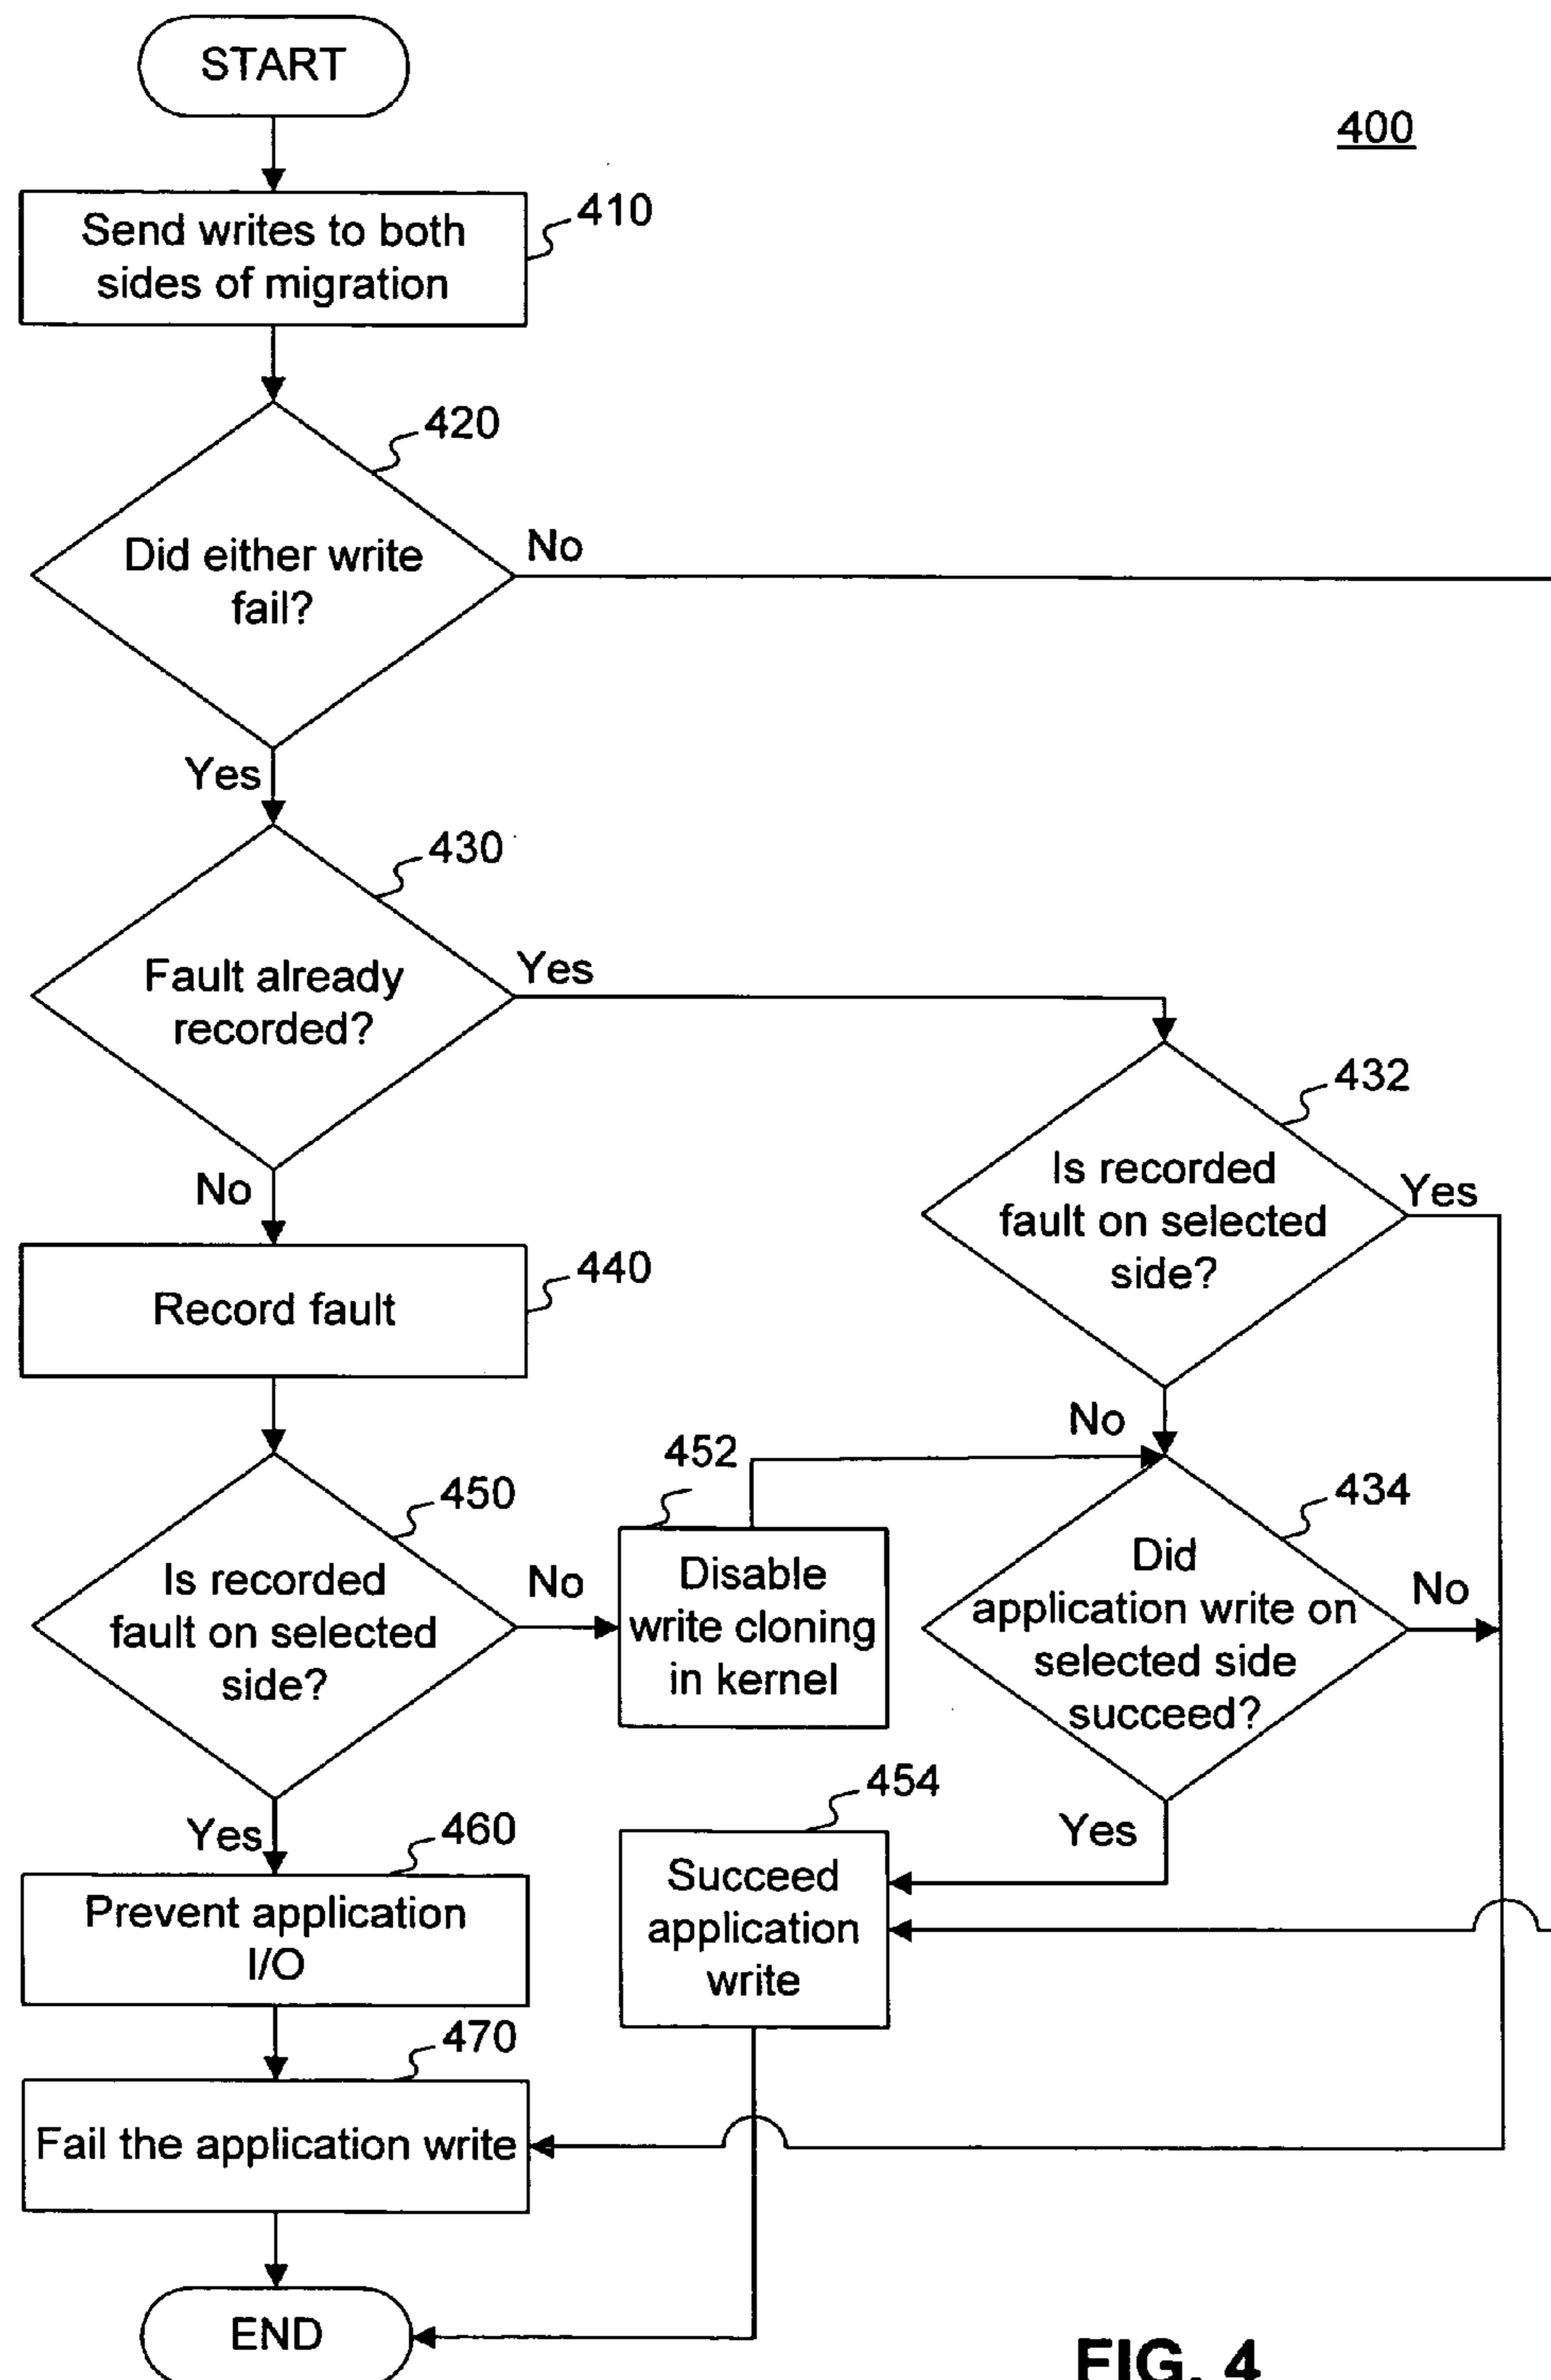 START
400
410
Send writes to both
sides of migration
420
Did either write
fail?
No
Yes
430
Fault already
recorded?
Yes
432
Is recorded
fault on selected
side?
Yes
No
No
440
Record fault
450
Is recorded
fault on selected
side?
No
452
Disable
write cloning
in kernel
434
Did
application write on
selected side
succeed?
No
Yes
454
Succeed
application
write
Yes
460
Prevent application
I/O
470
Fail the application write
END
FIG. 4